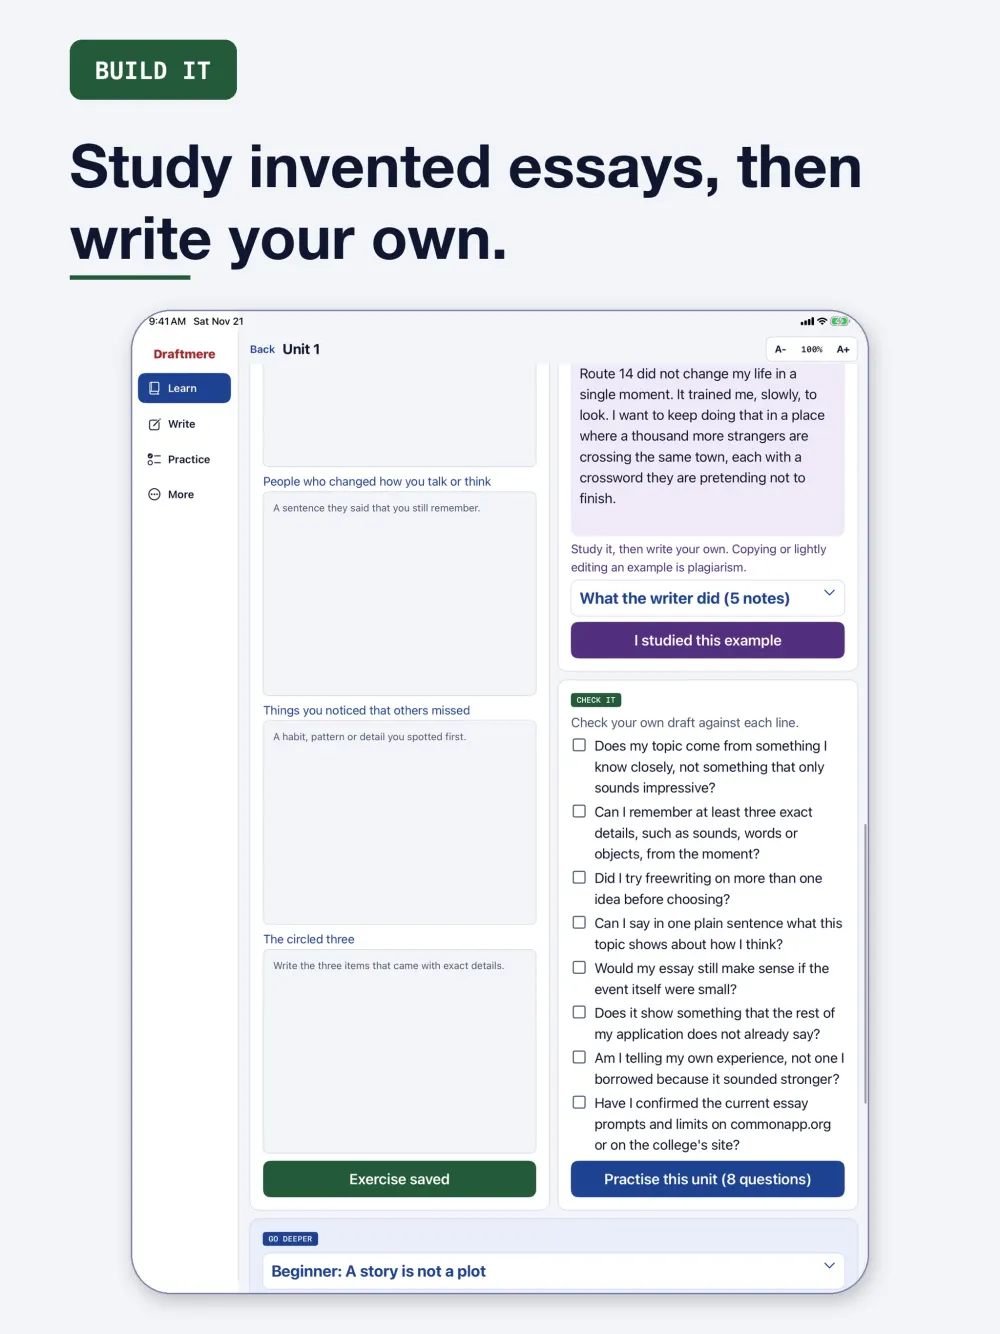 BUILD IT
Study invented essays, then
write your own.
9:41 AM Sat Nov 21
Draftmere
Learn
Write
Practice
More
Back Unit 1
A- 100% A+
People who changed how you talk or think
A sentence they said that you still remember.
Things you noticed that others missed
A habit, pattern or detail you spotted first.
The circled three
Write the three items that came with exact details.
Exercise saved
Route 14 did not change my life in a
single moment. It trained me, slowly, to
look. I want to keep doing that in a place
where a thousand more strangers are
crossing the same town, each with a
crossword they are pretending not to
finish.
Study it, then write your own. Copying or lightly
editing an example is plagiarism.
What the writer did (5 notes)
I studied this example
CHECK IT
Check your own draft against each line.
Does my topic come from something I
know closely, not something that only
sounds impressive?
Can I remember at least three exact
details, such as sounds, words or
objects, from the moment?
Did I try freewriting on more than one
idea before choosing?
Can I say in one plain sentence what this
topic shows about how I think?
Would my essay still make sense if the
event itself were small?
Does it show something that the rest of
my application does not already say?
Am I telling my own experience, not one I
borrowed because it sounded stronger?
Have I confirmed the current essay
prompts and limits on commonapp.org
or on the college's site?
Practise this unit (8 questions)
GO DEEPER
Beginner: A story is not a plot